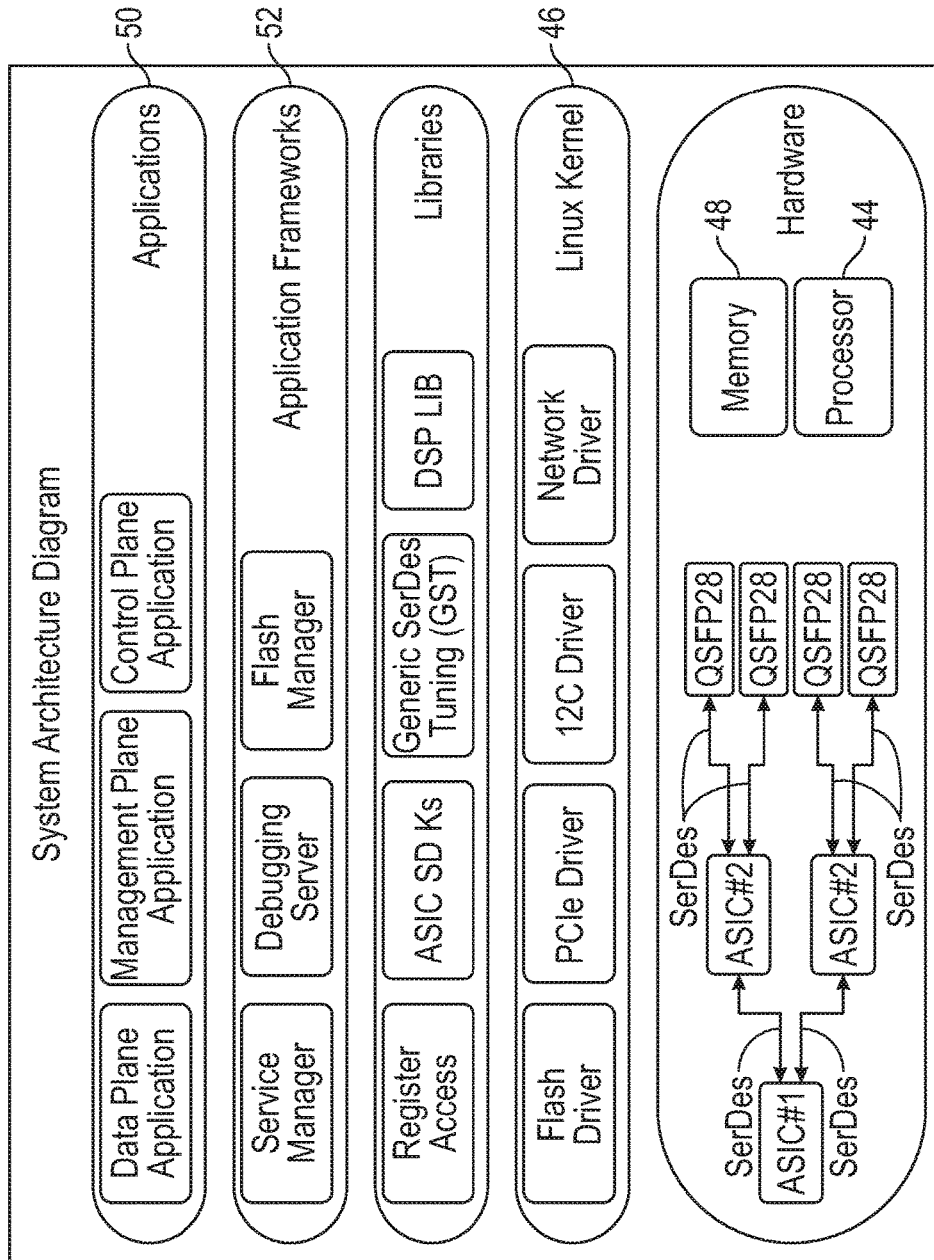 System Architecture Diagram
Data Plane
Application
Management Plane
Application
Control Plane
Application
Applications
50
Service
Manager
Debugging
Server
Flash
Manager
Application Frameworks
52
Register
Access
ASIC SD Ks
Generic SerDes
Tuning (GST)
DSP LIB
Libraries
Flash
Driver
PCIe Driver
12C Driver
Network
Driver
Linux Kernel
46
SerDes
ASIC#1
SerDes
SerDes
ASIC#2
ASIC#2
SerDes
QSFP28
QSFP28
QSFP28
QSFP28
Memory
48
Processor
44
Hardware